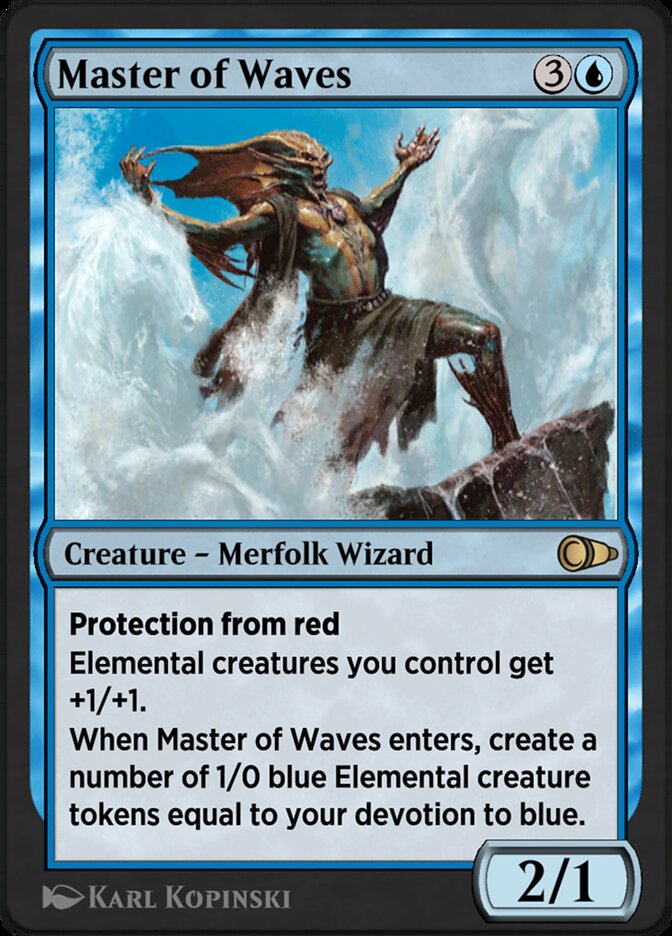 Master of Waves 3
Creature – Merfolk Wizard
Protection from red
Elemental creatures you control get
+1/+1.
When Master of Waves enters, create a
number of 1/0 blue Elemental creature
tokens equal to your devotion to blue.
2/1
Karl Kopinski